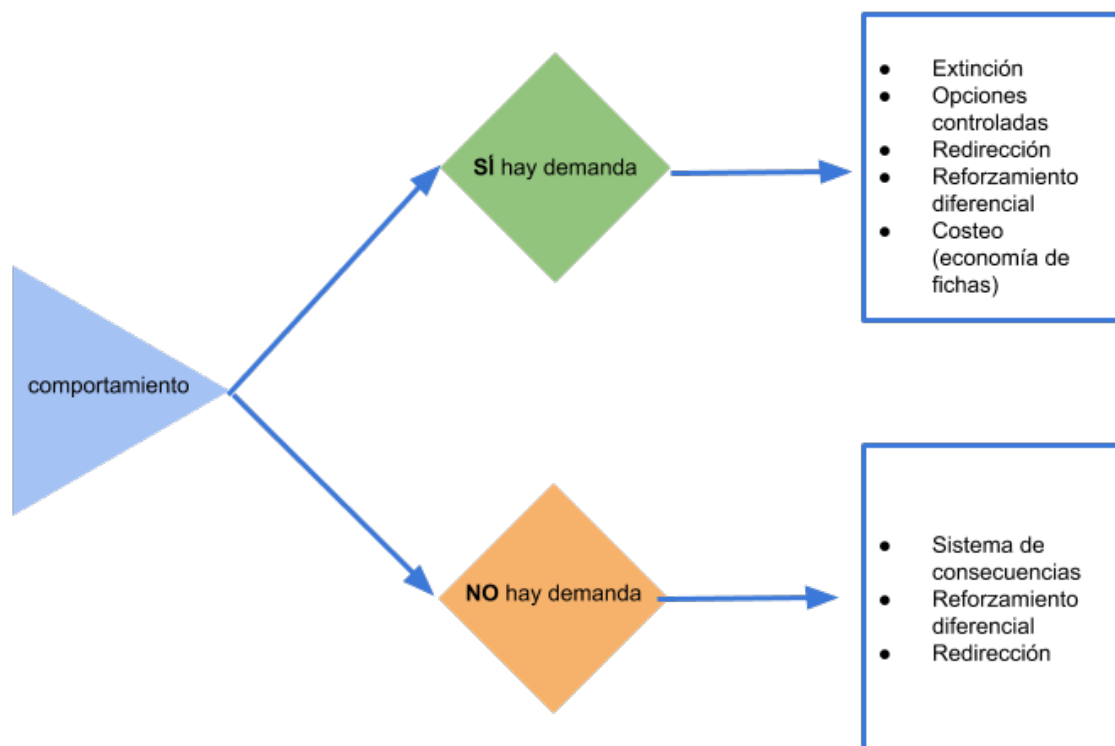 comportamiento
SÍ hay demanda
● Extinción
● Opciones
controladas
● Redirección
● Reforzamiento
diferencial
● Costeo
(economía de
fichas)
NO hay demanda
● Sistema de
consecuencias
● Reforzamiento
diferencial
● Redirección